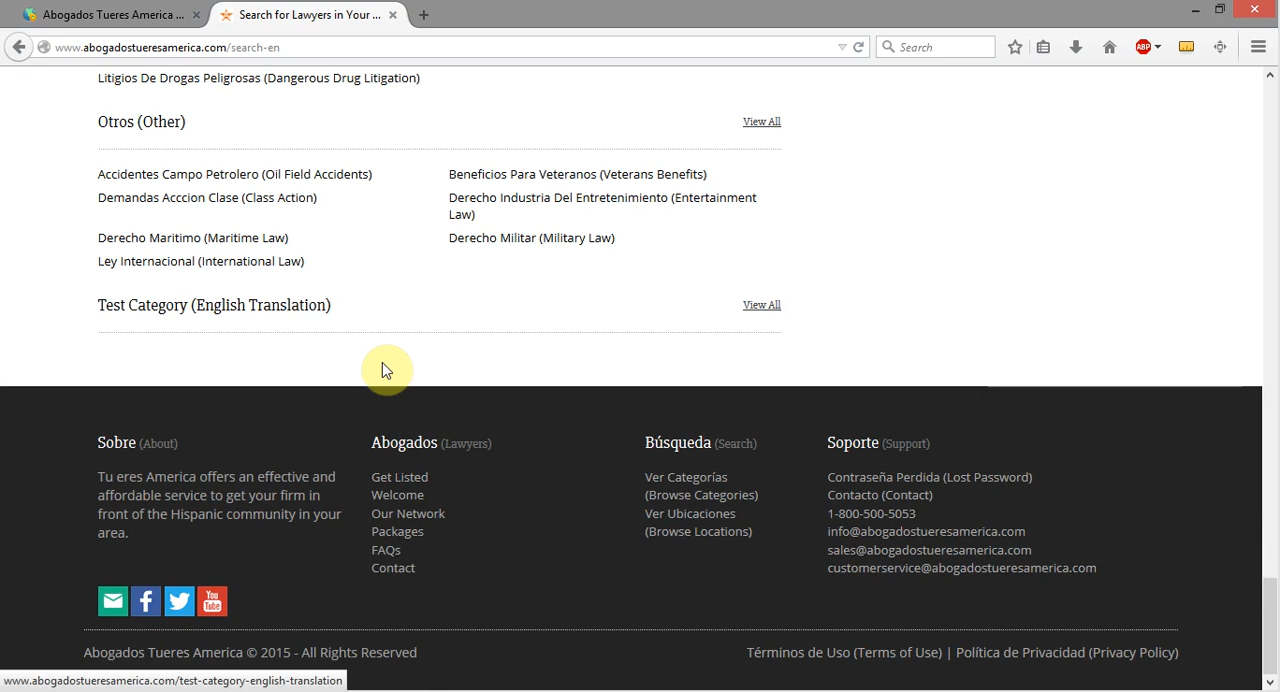 Abogados Tueres America ...
Search for Lawyers in Your ...
www.abogadostueresamerica.com/search-en
Search
ABP
Litigios De Drogas Peligrosas (Dangerous Drug Litigation)
Otros (Other)
View All
Accidentes Campo Petrolero (Oil Field Accidents)
Beneficios Para Veteranos (Veterans Benefits)
Demandas Acccion Clase (Class Action)
Derecho Industria Del Entretenimiento (Entertainment
Law)
Derecho Maritimo (Maritime Law)
Derecho Militar (Military Law)
Ley Internacional (International Law)
Test Category (English Translation)
View All
Sobre (About)
Tu eres America offers an effective and
affordable service to get your firm in
front of the Hispanic community in your
area.
Abogados (Lawyers)
Get Listed
Welcome
Our Network
Packages
FAQs
Contact
Búsqueda (Search)
Ver Categorías
(Browse Categories)
Ver Ubicaciones
(Browse Locations)
Soporte (Support)
Contraseña Perdida (Lost Password)
Contacto (Contact)
1-800-500-5053
info@abogadostueresamerica.com
sales@abogadostueresamerica.com
customerservice@abogadostueresamerica.com
You
Tube
Abogados Tueres America © 2015 - All Rights Reserved
Términos de Uso (Terms of Use) | Política de Privacidad (Privacy Policy)
www.abogadostueresamerica.com/test-category-english-translation